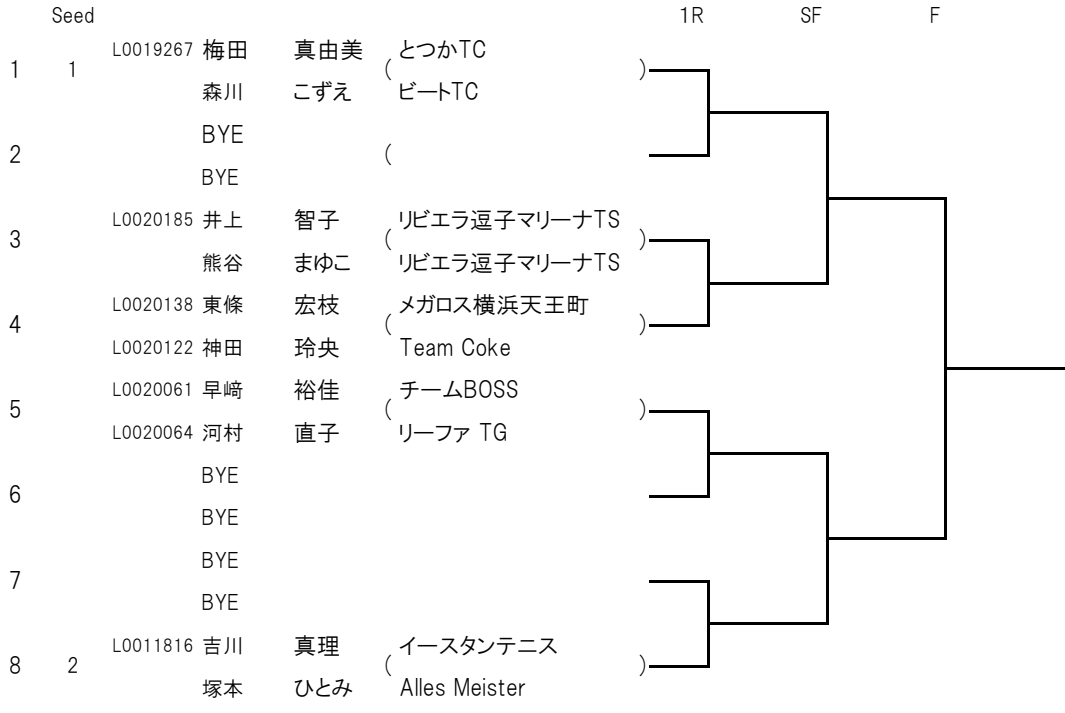 Seed 1R SF F
L0019267 梅田 真由美 とつかTC
1 1 ( )
森川 こずえ ビートTC
BYE
2 (
BYE
L0020185 井上 智子 リビエラ逗子マリーナTS
3 ( )
熊谷 まゆこ リビエラ逗子マリーナTS
L0020138 東條 宏枝 メガロス横浜天王町
4 ( )
L0020122 神田 玲央 Team Coke
L0020061 早﨑 裕佳 チームBOSS
5 ( )
L0020064 河村 直子 リーファ TG
BYE
6
BYE
BYE
7
BYE
L0011816 吉川 真理 イースタンテニス
8 2 ( )
塚本 ひとみ Alles Meister